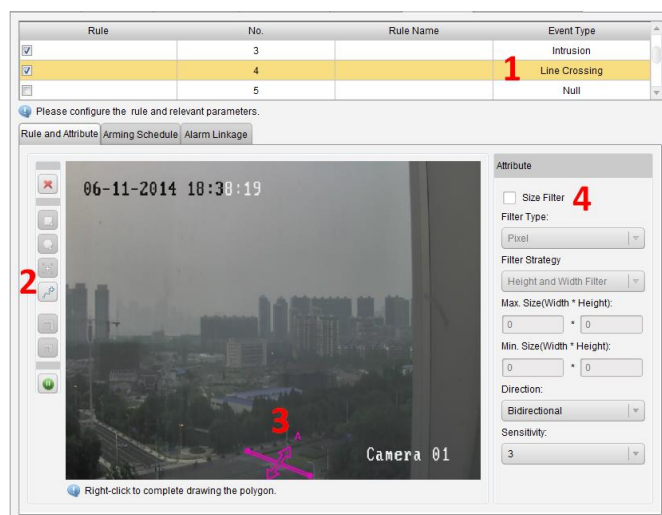 Rule No. Rule Name Event Type
3 Intrusion
4 Line Crossing
1
5 Null
Please configure the rule and relevant parameters.
Rule and Attribute Arming Schedule Alarm Linkage
06-11-2014 18:38:19
2
3
A
Camera 01
Right-click to complete drawing the polygon.
Attribute
Size Filter
4
Filter Type:
Pixel
Filter Strategy
Height and Width Filter
Max. Size(Width * Height):
0 * 0
Min. Size(Width * Height):
0 * 0
Direction:
Bidirectional
Sensitivity:
3